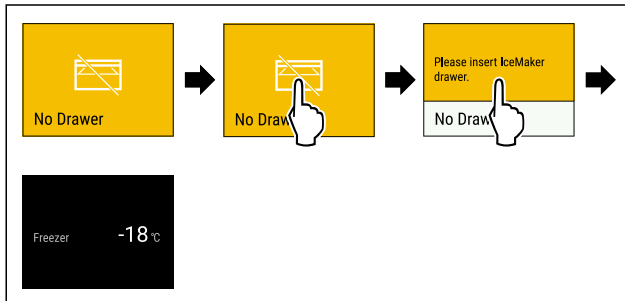 No Drawer
No Draw
Please insert IceMaker
drawer.
No Draw
Freezer -18 °C